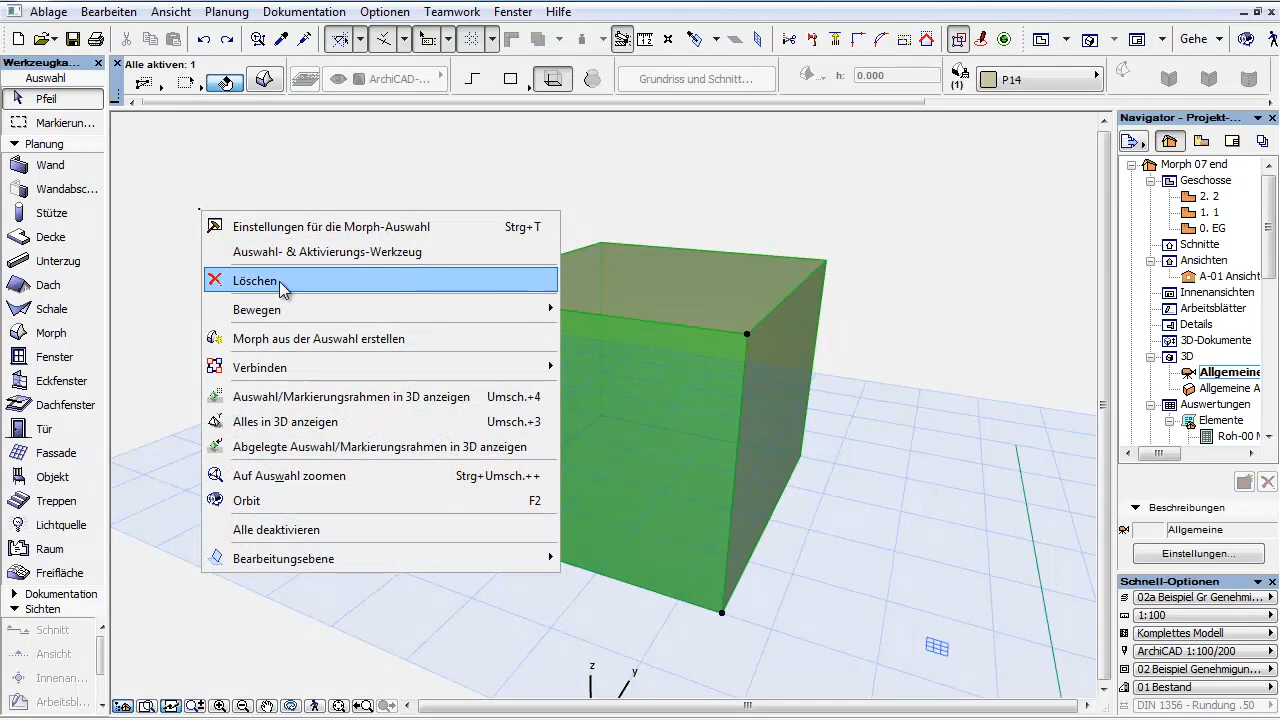 Ablage Bearbeiten Ansicht Planung Dokumentation Optionen Teamwork Fenster Hilfe
Gehe
Werkzeugka...
Auswahl
Alle aktiven: 1
ArchiCAD-...
Grundriss und Schnitt...
h: 0.000
(1)
P14
Pfeil
Markierun...
Planung
Wand
Wandabsc...
Stütze
Decke
Unterzug
Dach
Schale
Morph
Fenster
Eckfenster
Dachfenster
Tür
Fassade
Objekt
Treppen
Lichtquelle
Raum
Freifläche
Dokumentation
Sichten
Schnitt
Ansicht
Innenan...
Arbeitsbl...
Einstellungen für die Morph-Auswahl Strg+T
Auswahl- & Aktivierungs-Werkzeug
Löschen
Bewegen
Morph aus der Auswahl erstellen
Verbinden
Auswahl/Markierungsrahmen in 3D anzeigen Umsch.+4
Alles in 3D anzeigen Umsch.+3
Abgelegte Auswahl/Markierungsrahmen in 3D anzeigen
Auf Auswahl zoomen Strg+Umsch.++
Orbit F2
Alle deaktivieren
Bearbeitungsebene
z
y
Navigator - Projekt-...
Morph 07 end
Geschosse
2. 2
1. 1
0. EG
Schnitte
Ansichten
A-01 Ansicht
Innenansichten
Arbeitsblätter
Details
3D-Dokumente
3D
Allgemeine
Allgemeine A
Auswertungen
Elemente
Roh-00
Beschreibungen
Allgemeine
Einstellungen...
Schnell-Optionen
02a Beispiel Gr Genehmi...
1:100
Komplettes Modell
ArchiCAD 1:100/200
02 Beispiel Genehmigun...
01 Bestand
DIN 1356 - Rundung .50